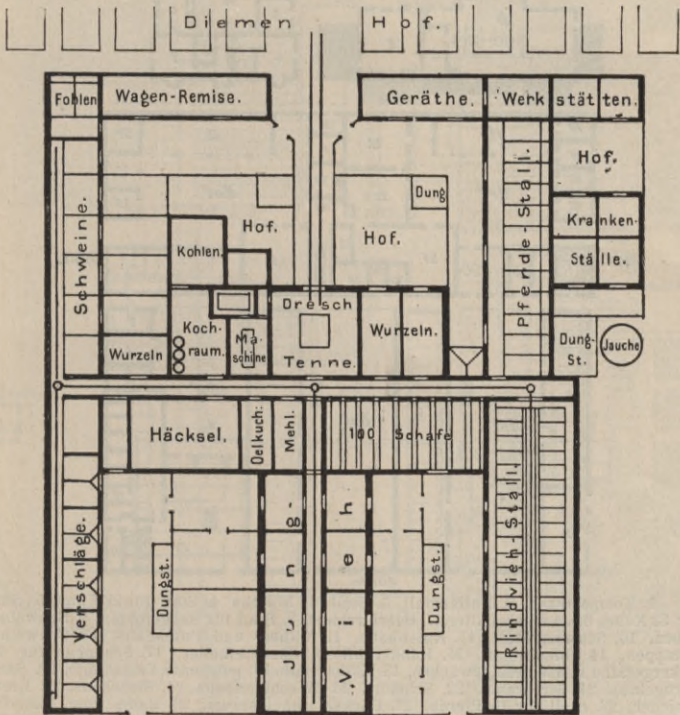 Diemen Hof.
Fohlen
Wagen-Remise.
Geräthe.
Werkstätten.
Schweine.
Hof.
Dung
Hof.
Pferde-Stall.
Hof.
Kranken-
Ställe.
Kohlen.
Koch-
raum.
Ma-
schine
Dresch
Tenne.
Wurzeln.
Wurzeln
Dung-
St.
Jauche
Häcksel.
Oelkuch:
Mehl.
100 Schafe
Verschläge.
Dungst.
Jung-
Vieh
Dungst.
Rindvieh-Stall.